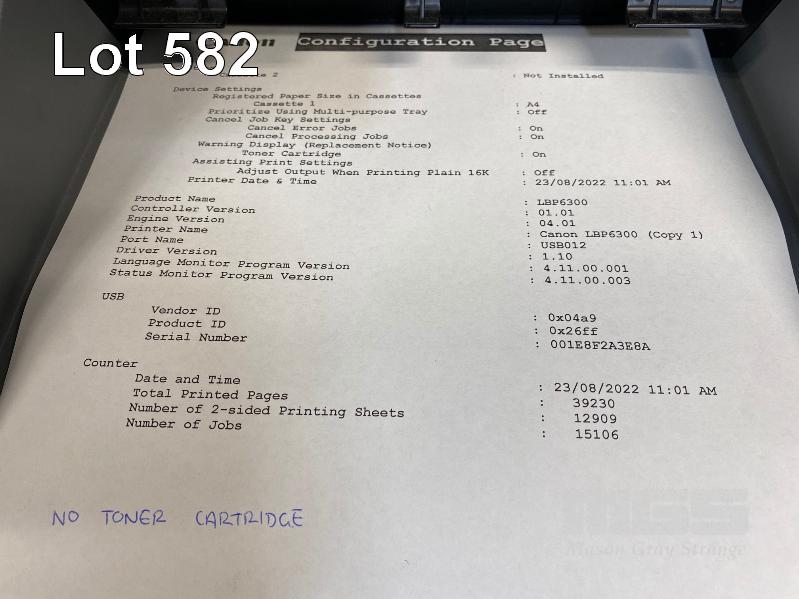 Lot 582
Configuration Page
2 : Not Installed
Device Settings
Registered Paper Size in Cassettes
Cassette 1 : A4
Prioritize Using Multi-purpose Tray : Off
Cancel Job Key Settings
Cancel Error Jobs : On
Cancel Processing Jobs : On
Warning Display (Replacement Notice)
Toner Cartridge : On
Assisting Print Settings
Adjust Output When Printing Plain 16K : Off
Printer Date & Time : 23/08/2022 11:01 AM
Product Name : LBP6300
Controller Version : 01.01
Engine Version : 04.01
Printer Name : Canon LBP6300 (Copy 1)
Port Name : USB012
Driver Version : 1.10
Language Monitor Program Version : 4.11.00.001
Status Monitor Program Version : 4.11.00.003
USB
Vendor ID : 0x04a9
Product ID : 0x26ff
Serial Number : 001E8F2A3E8A
Counter
Date and Time : 23/08/2022 11:01 AM
Total Printed Pages : 39230
Number of 2-sided Printing Sheets : 12909
Number of Jobs : 15106
NO TONER CARTRIDGE
MGS
Mason Gray Strange